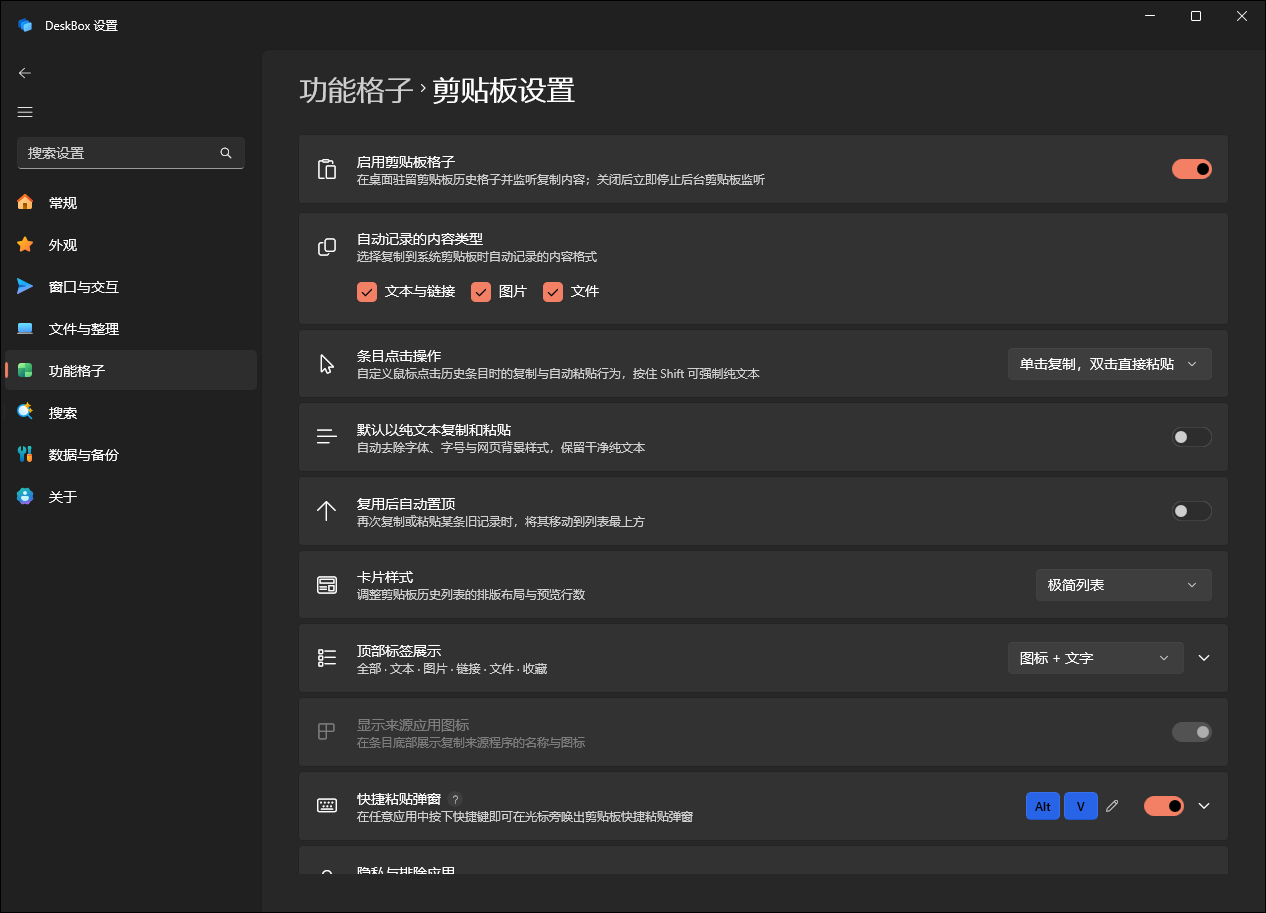 DeskBox 设置
功能格子 › 剪贴板设置
搜索设置
常规
外观
窗口与交互
文件与整理
功能格子
搜索
数据与备份
关于
启用剪贴板格子
在桌面驻留剪贴板历史格子并监听复制内容；关闭后立即停止后台剪贴板监听
自动记录的内容类型
选择复制到系统剪贴板时自动记录的内容格式
文本与链接 图片 文件
条目点击操作
自定义鼠标点击历史条目时的复制与自动粘贴行为，按住 Shift 可强制纯文本
单击复制，双击直接粘贴
默认以纯文本复制和粘贴
自动去除字体、字号与网页背景样式，保留干净纯文本
复用后自动置顶
再次复制或粘贴某条旧记录时，将其移动到列表最上方
卡片样式
调整剪贴板历史列表的排版布局与预览行数
极简列表
顶部标签展示
全部 · 文本 · 图片 · 链接 · 文件 · 收藏
图标 + 文字
显示来源应用图标
在条目底部展示复制来源程序的名称与图标
快捷粘贴弹窗 ?
在任意应用中按下快捷键即可在光标旁唤出剪贴板快捷粘贴弹窗
Alt V
隐私与排除应用